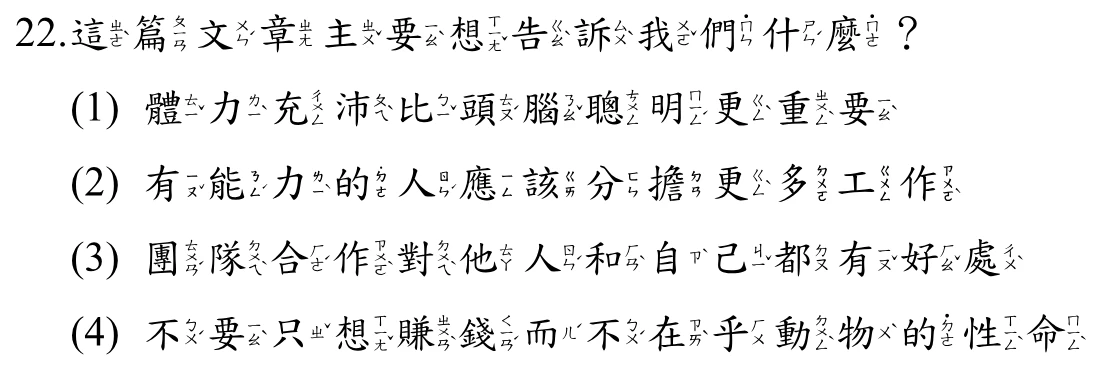 22.這篇文章主要想告訴我們什麼？
(1) 體力充沛比頭腦聰明更重要
(2) 有能力的人應該分擔更多工作
(3) 團隊合作對他人和自己都有好處
(4) 不要只想賺錢而不在乎動物的性命